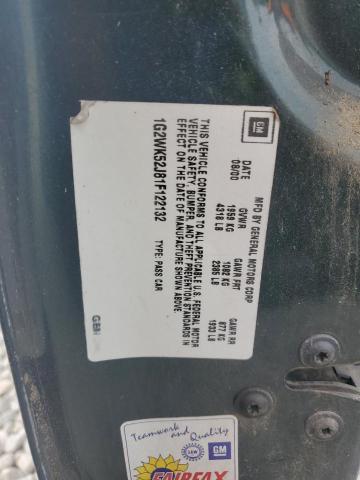 GM
MFD BY GENERAL MOTORS CORP
DATE GVWR GAWR FRT GAWR RR
08/00 1959 KG 1082 KG 877 KG
4318 LB 2385 LB 1933 LB
THIS VEHICLE CONFORMS TO ALL APPLICABLE U.S. FEDERAL MOTOR
VEHICLE SAFETY, BUMPER, AND THEFT PREVENTION STANDARDS IN
EFFECT ON THE DATE OF MANUFACTURE SHOWN ABOVE.
1G2WK52J81F122132 TYPE: PASS CAR
Teamwork
and
Quality
UAW
GM
FAIRFAX